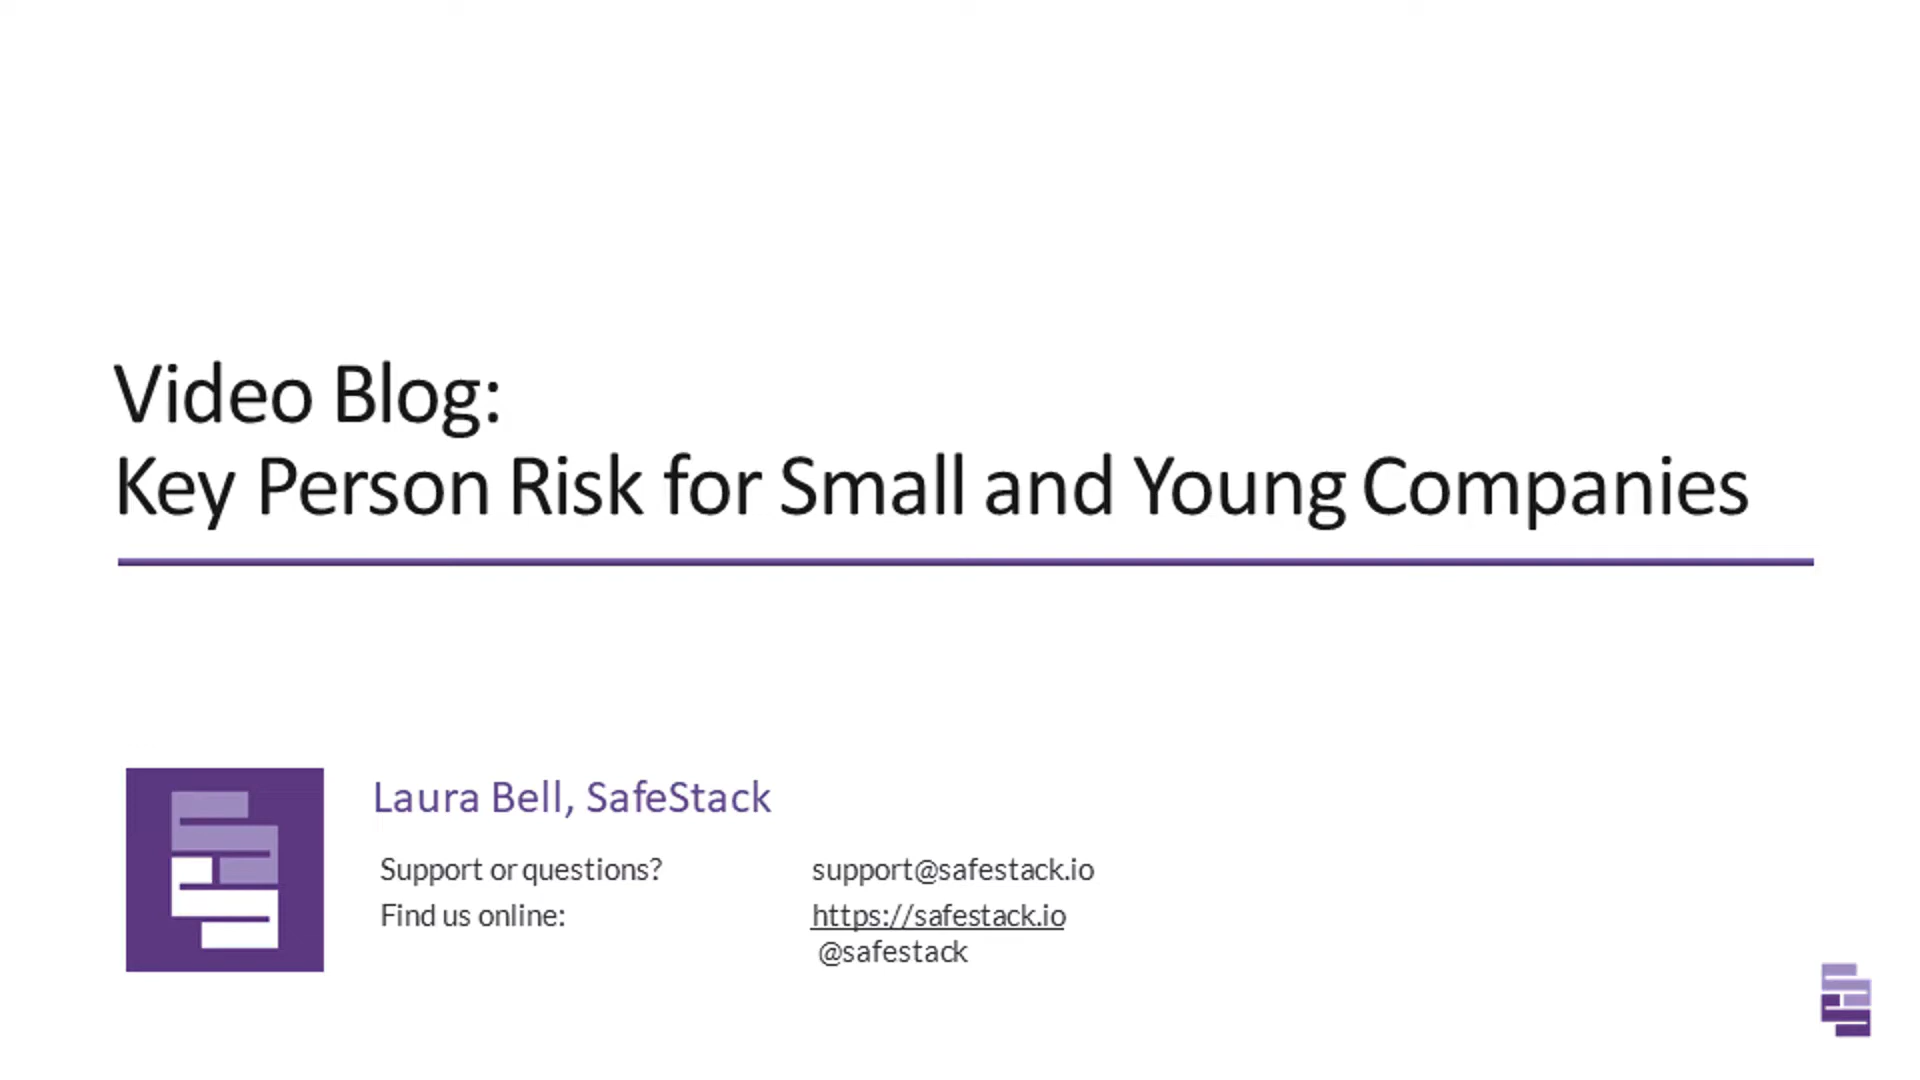 Video Blog:
Key Person Risk for Small and Young Companies
Laura Bell, SafeStack
Support or questions? support@safestack.io
Find us online: https://safestack.io
@safestack